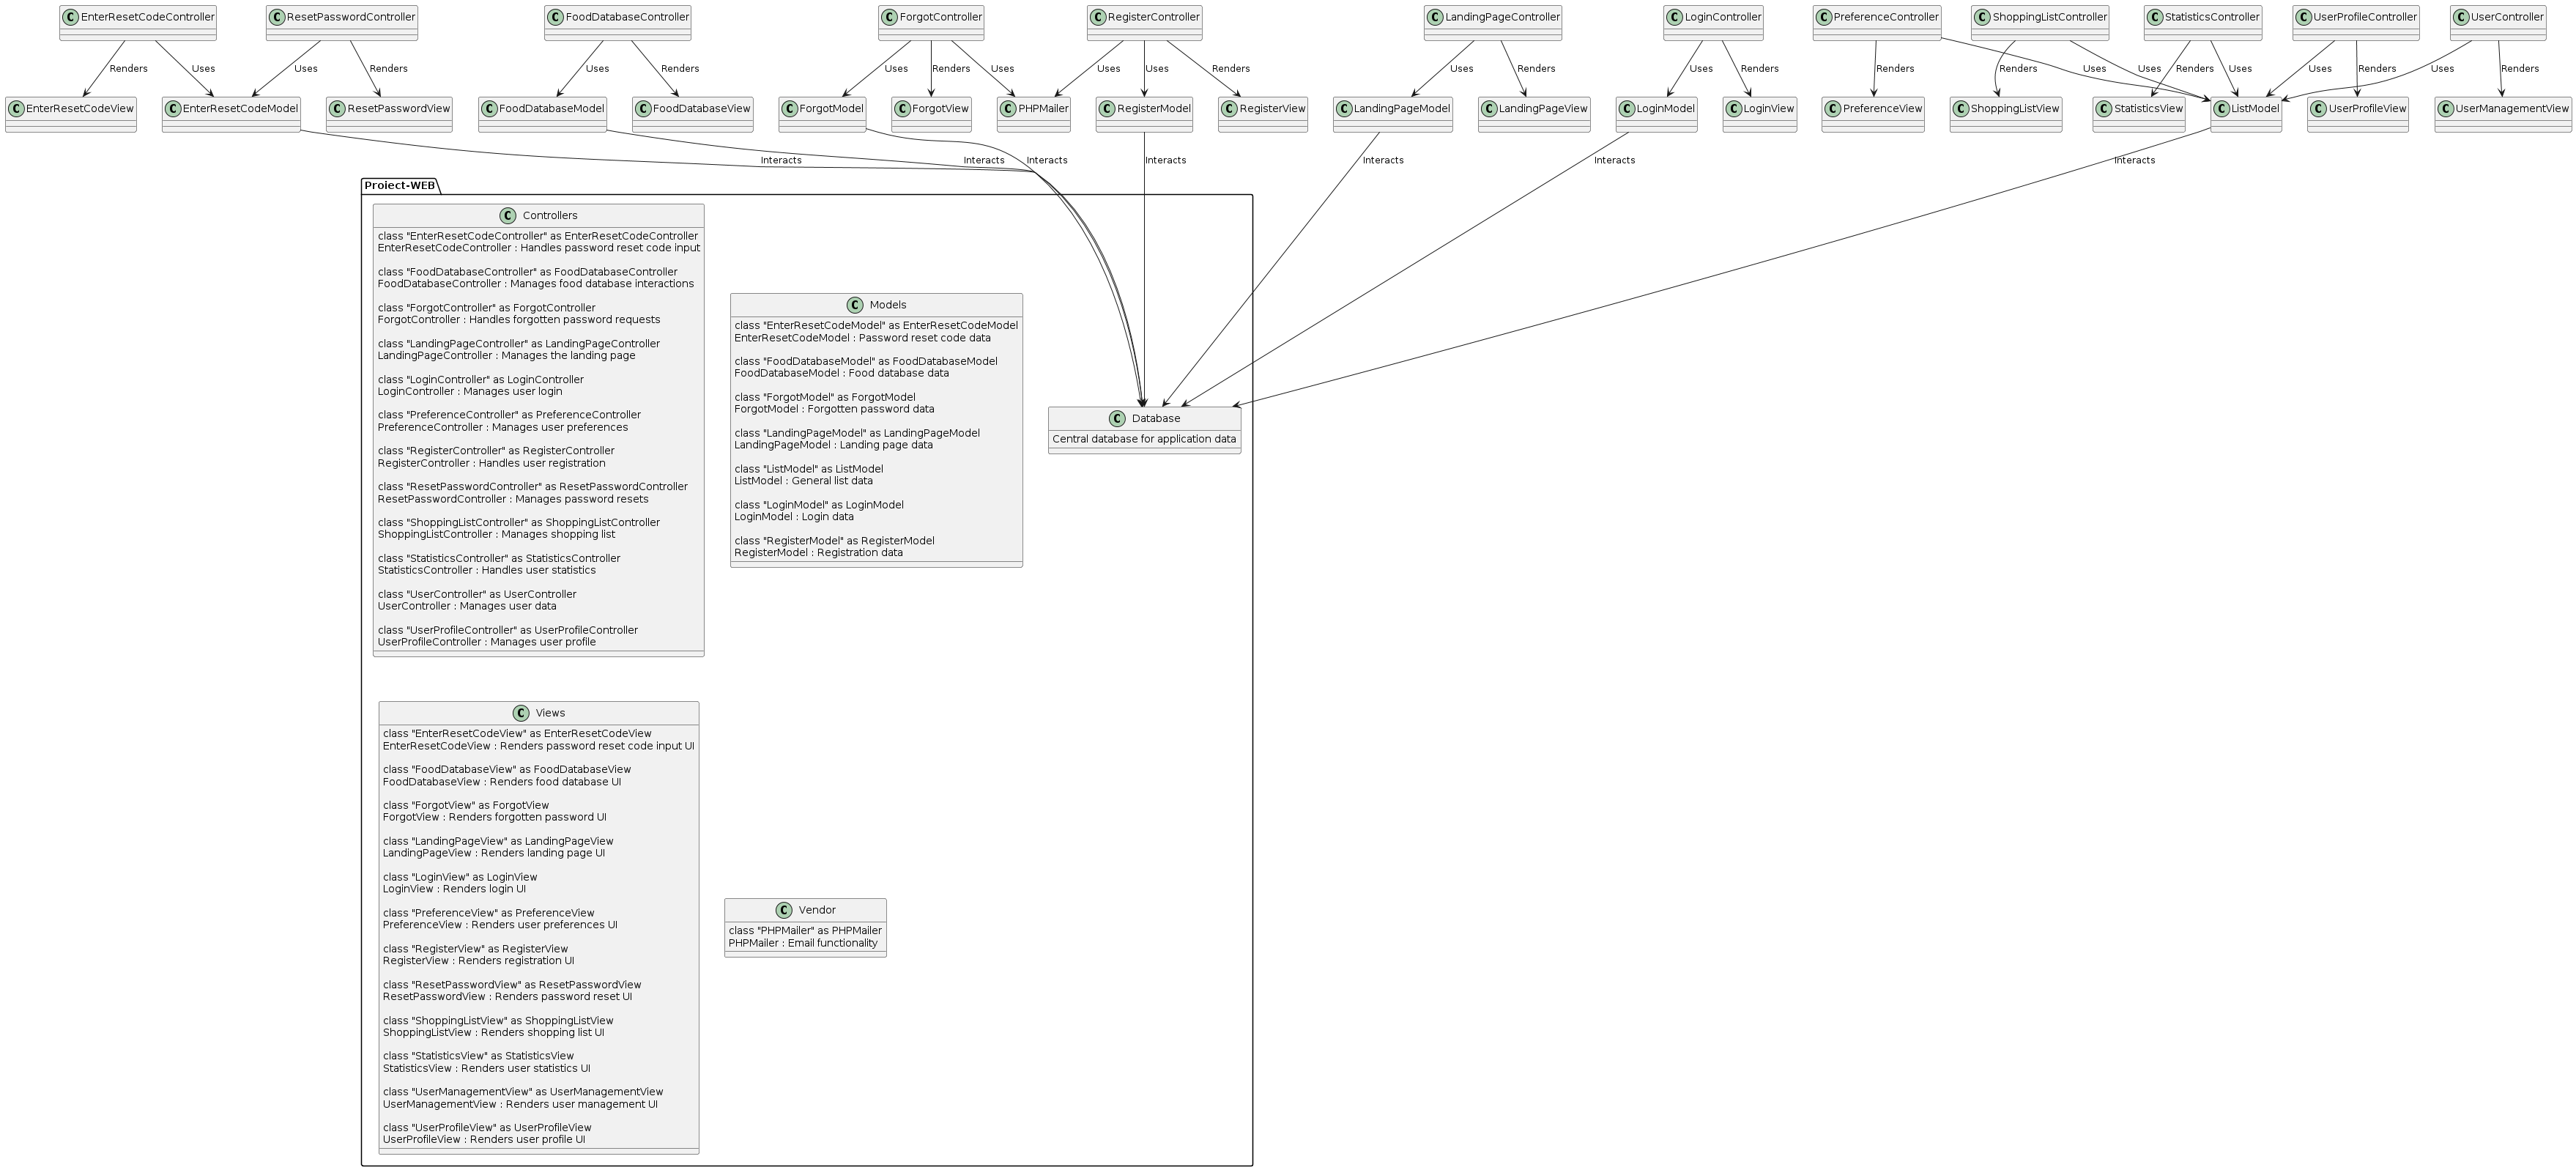 EnterResetCodeController
ResetPasswordController
FoodDatabaseController
ForgotController
RegisterController
LandingPageController
LoginController
PreferenceController
ShoppingListController
StatisticsController
UserProfileController
UserController
Renders
Uses
Uses
Renders
Uses
Renders
Uses
Renders
Uses
Uses
Uses
Renders
Uses
Renders
Uses
Renders
Renders
Uses
Renders
Uses
Renders
Uses
Uses
Renders
Uses
Renders
EnterResetCodeView
EnterResetCodeModel
ResetPasswordView
FoodDatabaseModel
FoodDatabaseView
ForgotModel
ForgotView
PHPMailer
RegisterModel
RegisterView
LandingPageModel
LandingPageView
LoginModel
LoginView
PreferenceView
ShoppingListView
StatisticsView
ListModel
UserProfileView
UserManagementView
Interacts
Interacts
Interacts
Interacts
Interacts
Interacts
Interacts
Proiect-WEB
Controllers
class "EnterResetCodeController" as EnterResetCodeController
EnterResetCodeController : Handles password reset code input
class "FoodDatabaseController" as FoodDatabaseController
FoodDatabaseController : Manages food database interactions
class "ForgotController" as ForgotController
ForgotController : Handles forgotten password requests
class "LandingPageController" as LandingPageController
LandingPageController : Manages the landing page
class "LoginController" as LoginController
LoginController : Manages user login
class "PreferenceController" as PreferenceController
PreferenceController : Manages user preferences
class "RegisterController" as RegisterController
RegisterController : Handles user registration
class "ResetPasswordController" as ResetPasswordController
ResetPasswordController : Manages password resets
class "ShoppingListController" as ShoppingListController
ShoppingListController : Manages shopping list
class "StatisticsController" as StatisticsController
StatisticsController : Handles user statistics
class "UserController" as UserController
UserController : Manages user data
class "UserProfileController" as UserProfileController
UserProfileController : Manages user profile
Models
class "EnterResetCodeModel" as EnterResetCodeModel
EnterResetCodeModel : Password reset code data
class "FoodDatabaseModel" as FoodDatabaseModel
FoodDatabaseModel : Food database data
class "ForgotModel" as ForgotModel
ForgotModel : Forgotten password data
class "LandingPageModel" as LandingPageModel
LandingPageModel : Landing page data
class "ListModel" as ListModel
ListModel : General list data
class "LoginModel" as LoginModel
LoginModel : Login data
class "RegisterModel" as RegisterModel
RegisterModel : Registration data
Database
Central database for application data
Views
class "EnterResetCodeView" as EnterResetCodeView
EnterResetCodeView : Renders password reset code input UI
class "FoodDatabaseView" as FoodDatabaseView
FoodDatabaseView : Renders food database UI
class "ForgotView" as ForgotView
ForgotView : Renders forgotten password UI
class "LandingPageView" as LandingPageView
LandingPageView : Renders landing page UI
class "LoginView" as LoginView
LoginView : Renders login UI
class "PreferenceView" as PreferenceView
PreferenceView : Renders user preferences UI
class "RegisterView" as RegisterView
RegisterView : Renders registration UI
class "ResetPasswordView" as ResetPasswordView
ResetPasswordView : Renders password reset UI
class "ShoppingListView" as ShoppingListView
ShoppingListView : Renders shopping list UI
class "StatisticsView" as StatisticsView
StatisticsView : Renders user statistics UI
class "UserManagementView" as UserManagementView
UserManagementView : Renders user management UI
class "UserProfileView" as UserProfileView
UserProfileView : Renders user profile UI
Vendor
class "PHPMailer" as PHPMailer
PHPMailer : Email functionality